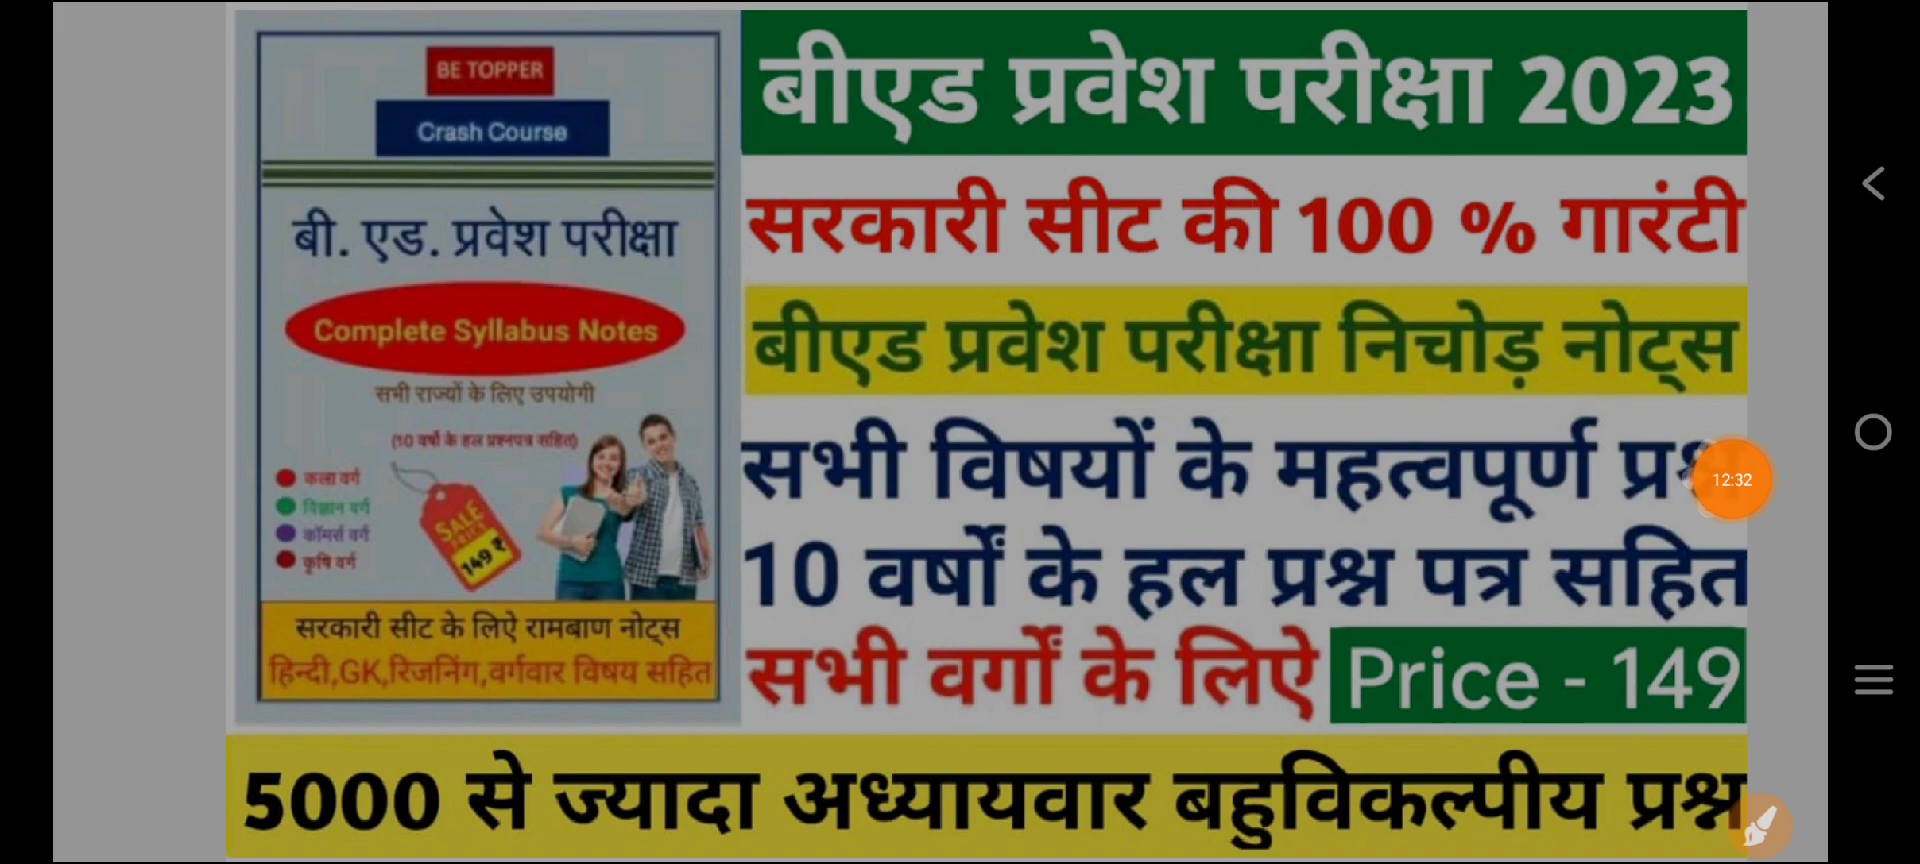 BE TOPPER
Crash Course
बी. एड. प्रवेश परीक्षा
Complete Syllabus Notes
सभी राज्यों के लिए उपयोगी
(10 वर्षो के हल प्रश्नपत्र सहित)
कला वर्ग
विज्ञान वर्ग
कॉमर्स वर्ग
कृषि वर्ग
SALE
PRICE
149 ₹
सरकारी सीट के लिऐ रामबाण नोट्स
हिन्दी,GK,रिजनिंग,वर्गवार विषय सहित
बीएड प्रवेश परीक्षा 2023
सरकारी सीट की 100 % गारंटी
बीएड प्रवेश परीक्षा निचोड़ नोट्स
सभी विषयों के महत्वपूर्ण
12:32
10 वर्षों के हल प्रश्न पत्र सहित
सभी वर्गों के लिऐ Price - 149
5000 से ज्यादा अध्यायवार बहुविकल्पीय प्रश्न